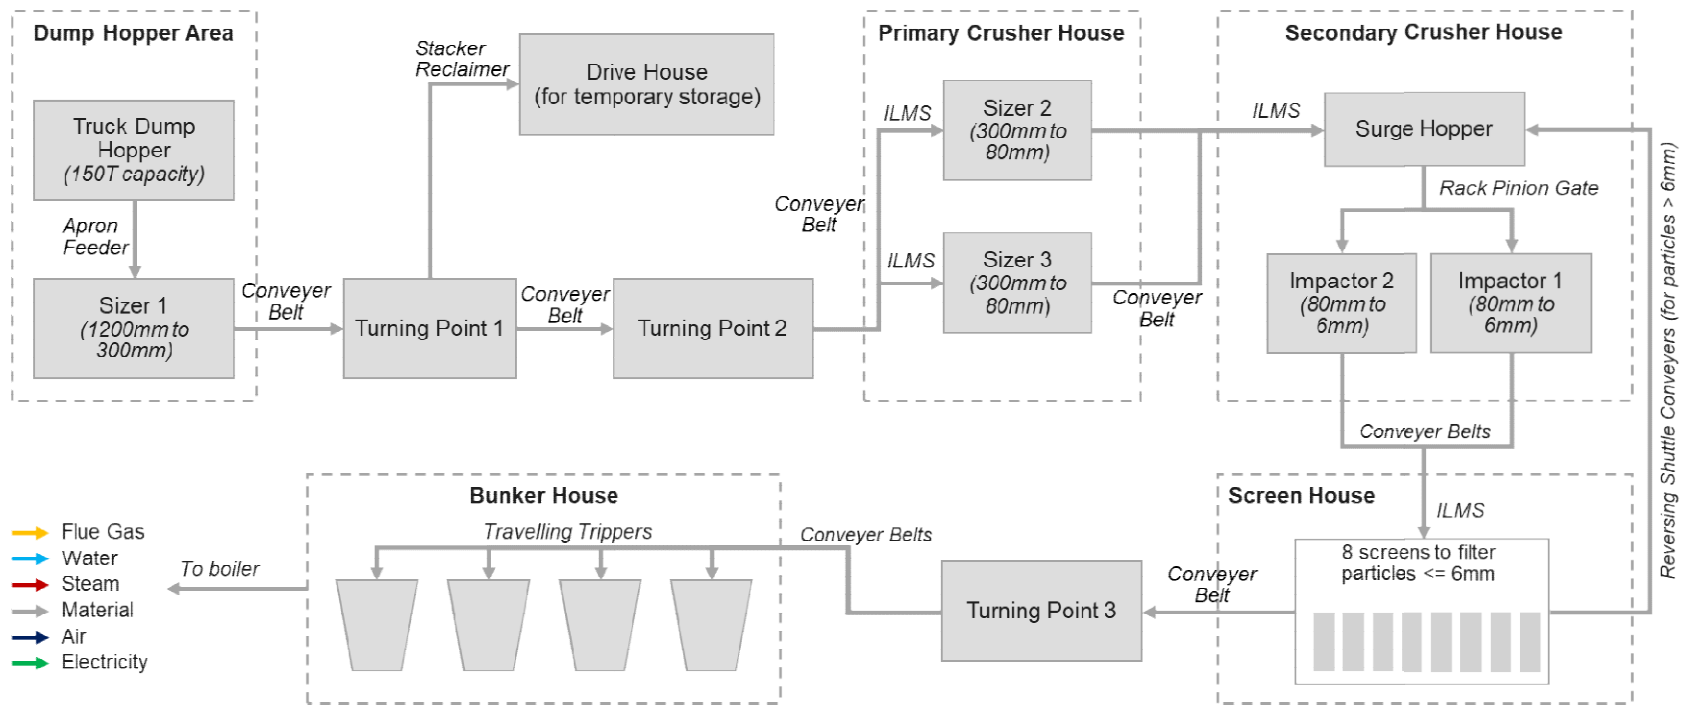 Dump Hopper Area
Truck Dump
Hopper
(150T capacity)
Apron
Feeder
Sizer 1
(1200mm to
300mm)
Conveyer
Belt
Turning Point 1
Stacker
Reclaimer
Drive House
(for temporary storage)
Conveyer
Belt
Turning Point 2
Conveyer
Belt
Primary Crusher House
ILMS
Sizer 2
(300mm to
80mm)
ILMS
Sizer 3
(300mm to
80mm)
Conveyer
Belt
Secondary Crusher House
ILMS
Surge Hopper
Rack Pinion Gate
Impactor 2
(80mm to
6mm)
Impactor 1
(80mm to
6mm)
Conveyer Belts
Reversing Shuttle Conveyers (for particles > 6mm)
Screen House
ILMS
8 screens to filter
particles <= 6mm
Conveyer
Belt
Turning Point 3
Conveyer Belts
Bunker House
Travelling Trippers
To boiler
Flue Gas
Water
Steam
Material
Air
Electricity